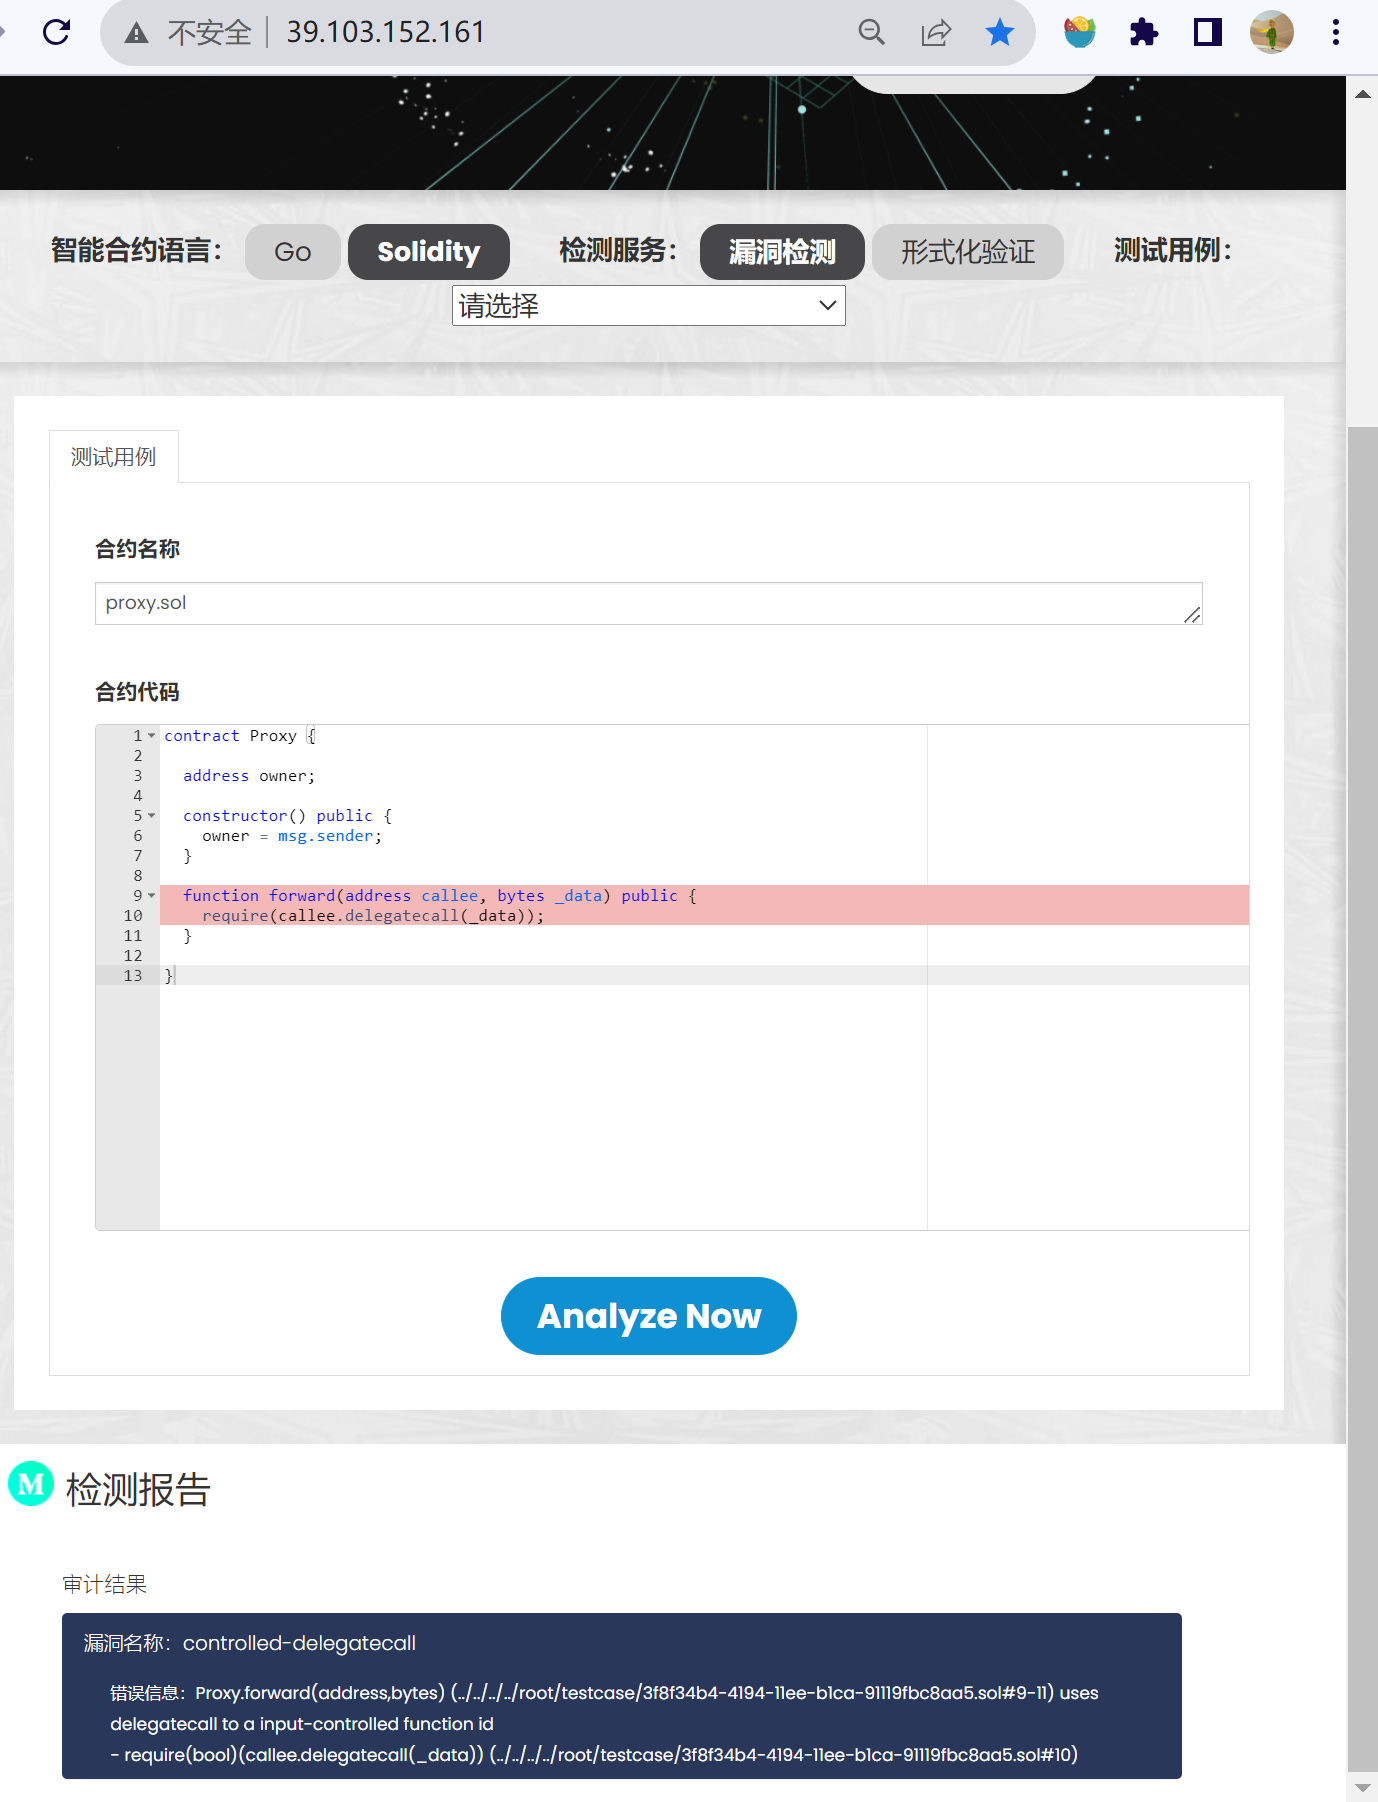 不安全 39.103.152.161
智能合约语言： Go Solidity 检测服务： 漏洞检测 形式化验证 测试用例：
请选择
测试用例
合约名称
proxy.sol
合约代码
1 contract Proxy {
2
3 address owner;
4
5 constructor() public {
6 owner = msg.sender;
7 }
8
9 function forward(address callee, bytes _data) public {
10 require(callee.delegatecall(_data));
11 }
12
13 }
Analyze Now
M 检测报告
审计结果
漏洞名称：controlled-delegatecall
错误信息：Proxy.forward(address,bytes) (../../../../root/testcase/3f8f34b4-4194-11ee-b1ca-91119fbc8aa5.sol#9-11) uses
delegatecall to a input-controlled function id
- require(bool)(callee.delegatecall(_data)) (../../../../root/testcase/3f8f34b4-4194-11ee-b1ca-91119fbc8aa5.sol#10)